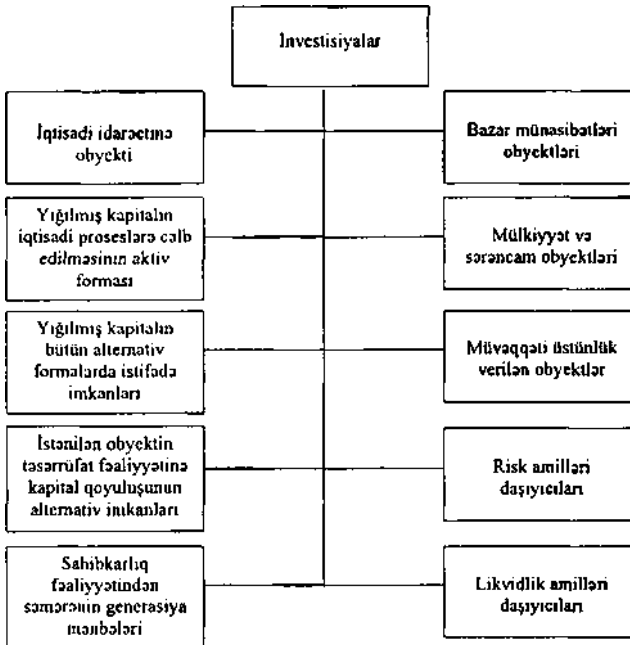 Investisiyalar
İqtisadi idarəetmə
obyekti
Bazar münasibətləri
obyektləri
Yığılmış kapitalın
iqtisadi proseslərə cəlb
edilməsinin aktiv
forması
Mülkiyyət və
sərəncam obyektləri
Yığılmış kapitalın
bütün alternativ
formalarda istifadə
imkanları
Müvəqqəti üstünlük
verilən obyektlər
İstənilən obyektin
təsərrüfat fəaliyyətinə
kapital qoyuluşunun
alternativ imkanları
Risk amilləri
daşıyıcıları
Sahibkarlıq
fəaliyyətindən
səmərənin generasiya
mənbələri
Likvidlik amilləri
daşıyıcıları